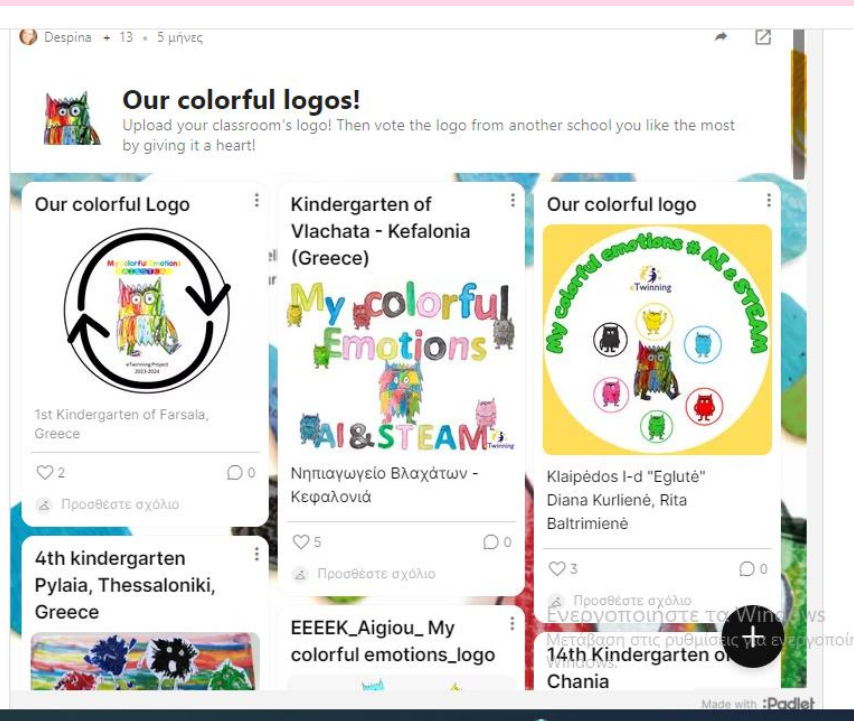 Despina + 13 • 5 μήνες
Our colorful logos!
Upload your classroom's logo! Then vote the logo from another school you like the most
by giving it a heart!
Our colorful Logo
My Colorful Emotions
eTwinning Project
2023-2024
1st Kindergarten of Farsala,
Greece
2
0
Προσθέστε σχόλιο
4th kindergarten
Pylaia, Thessaloniki,
Greece
Kindergarten of
Vlachata - Kefalonia
(Greece)
My colorful
Emotions
AI & STEAM
Twinning
Νηπιαγωγείο Βλαχάτων -
Κεφαλονιά
5
0
Προσθέστε σχόλιο
EEEEK_Aigiou_ My
colorful emotions_logo
Our colorful logo
My colorful emotions # AI & STEAM
eTwinning
Klaipėdos l-d "Eglutė"
Diana Kurlienė, Rita
Baltrimienė
3
0
Προσθέστε σχόλιο
14th Kindergarten of
Chania
Ενεργοποιήστε τα Windows
Μετάβαση στις ρυθμίσεις για ενεργοποί
Windows.
Made with :Padlet